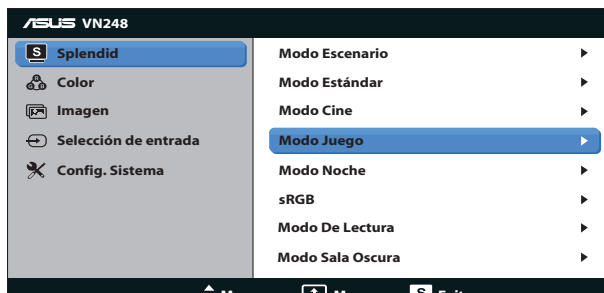 ASUS VN248
S Splendid
Color
Imagen
Selección de entrada
Config. Sistema
Modo Escenario
Modo Estándar
Modo Cine
Modo Juego
Modo Noche
sRGB
Modo De Lectura
Modo Sala Oscura
S